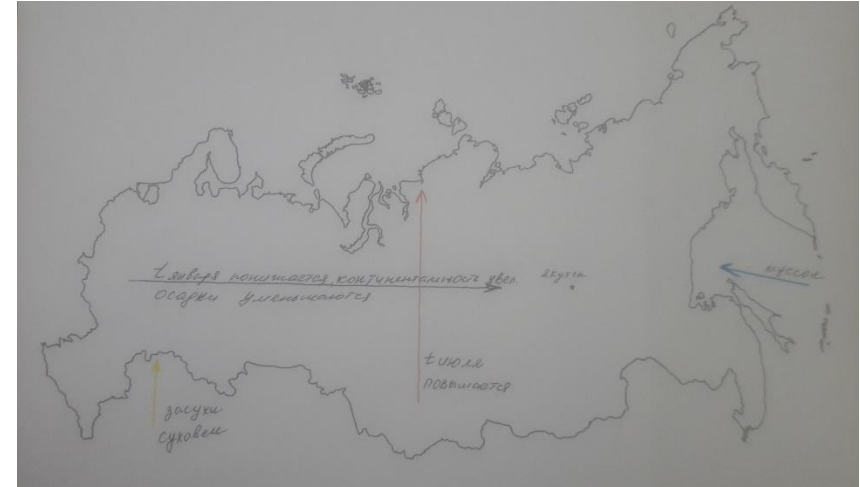 t января понижается, континентальность увел.
осадки уменьшаются
Якутск
муссон
t июля
повышается
засухи
суховеи